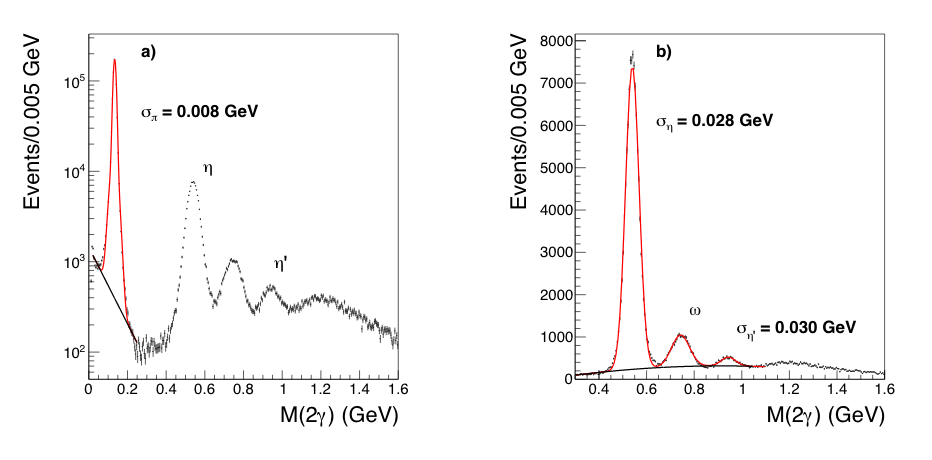 a)
σπ = 0.008 GeV
η
η'
Events/0.005 GeV
10⁵
10⁴
10³
10²
0 0.2 0.4 0.6 0.8 1 1.2 1.4 1.6
M(2γ) (GeV)
b)
ση = 0.028 GeV
ω
ση' = 0.030 GeV
Events/0.005 GeV
8000
7000
6000
5000
4000
3000
2000
1000
0
0.4 0.6 0.8 1 1.2 1.4 1.6
M(2γ) (GeV)